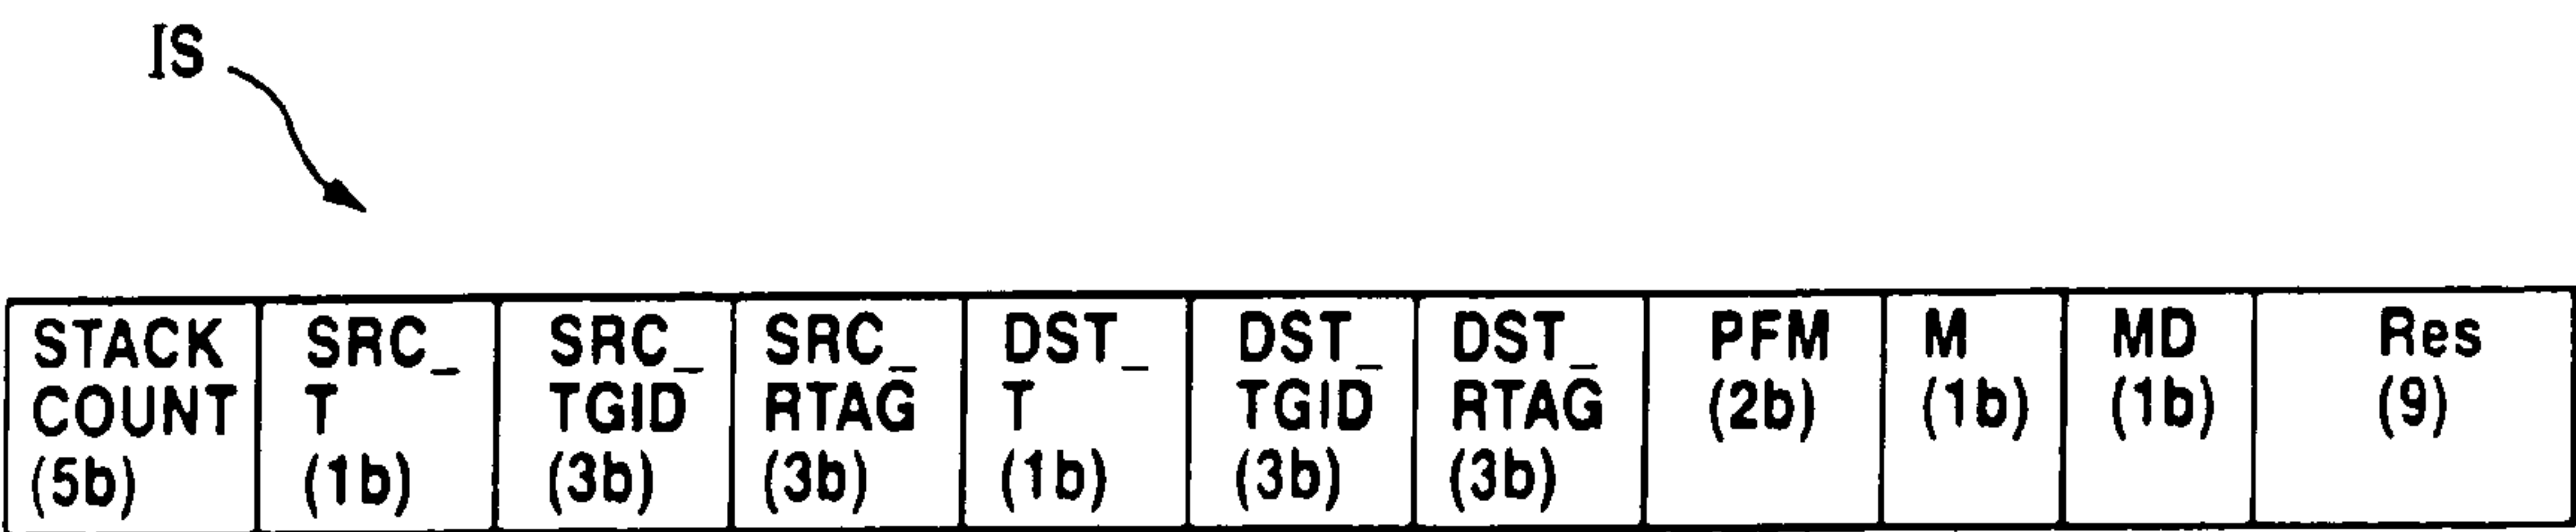 IS
STACK
COUNT
(5b)
SRC_
T
(1b)
SRC_
TGID
(3b)
SRC_
RTAG
(3b)
DST_
T
(1b)
DST_
TGID
(3b)
DST_
RTAG
(3b)
PFM
(2b)
M
(1b)
MD
(1b)
Res
(9)